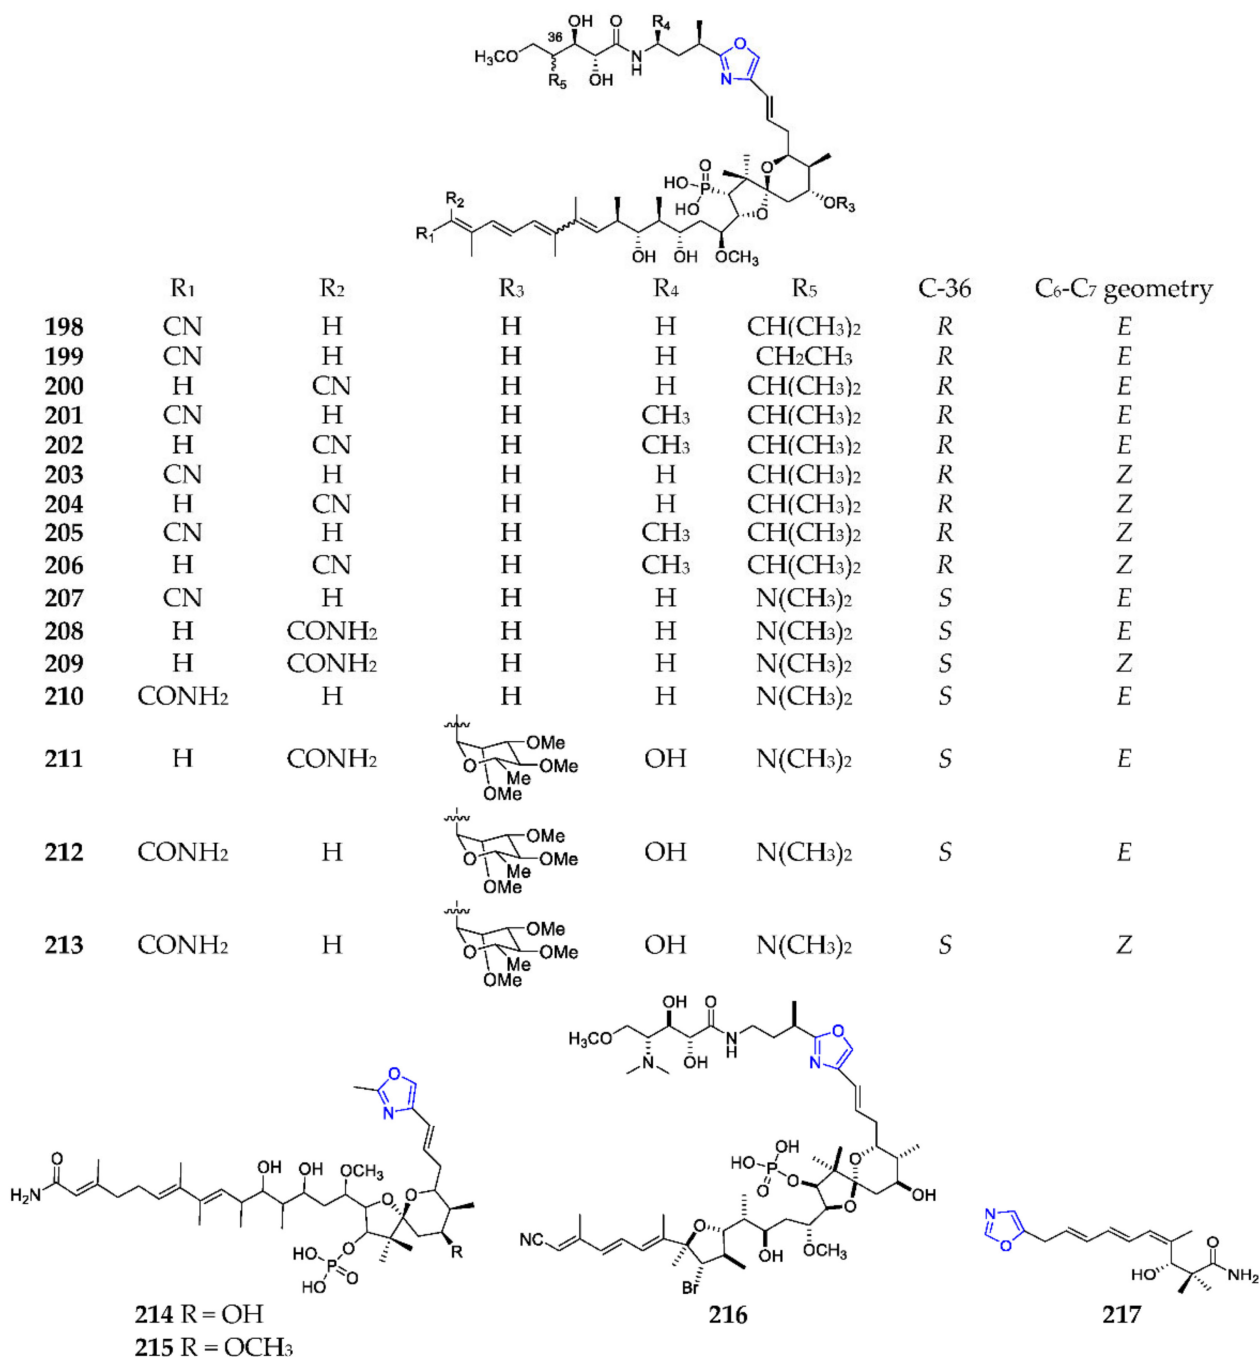 OH
O
R4
36
H3CO
N
H
R5
OH
O
N
O
HO
P
HO
O
O
OR3
R2
R1
OH
OH
OCH3
R1 R2 R3 R4 R5 C-36 C6-C7 geometry
198 CN H H H CH(CH3)2 R E
199 CN H H H CH2CH3 R E
200 H CN H H CH(CH3)2 R E
201 CN H H CH3 CH(CH3)2 R E
202 H CN H CH3 CH(CH3)2 R E
203 CN H H H CH(CH3)2 R Z
204 H CN H H CH(CH3)2 R Z
205 CN H H CH3 CH(CH3)2 R Z
206 H CN H CH3 CH(CH3)2 R Z
207 CN H H H N(CH3)2 S E
208 H CONH2 H H N(CH3)2 S E
209 H CONH2 H H N(CH3)2 S Z
210 CONH2 H H H N(CH3)2 S E
OMe
O
OMe
Me
OMe
211 H CONH2 OH N(CH3)2 S E
OMe
O
OMe
Me
OMe
212 CONH2 H OH N(CH3)2 S E
OMe
O
OMe
Me
OMe
213 CONH2 H OH N(CH3)2 S Z
O
N
O
H2N
OH
OH
OCH3
O
O
O
P
HO
HO
O
R
214 R = OH
215 R = OCH3
OH
O
H3CO
N
H
N
OH
O
N
OH
HO
P
O
O
O
O
OH
NC
O
Br
OH
OCH3
216
N
O
HO
O
NH2
217